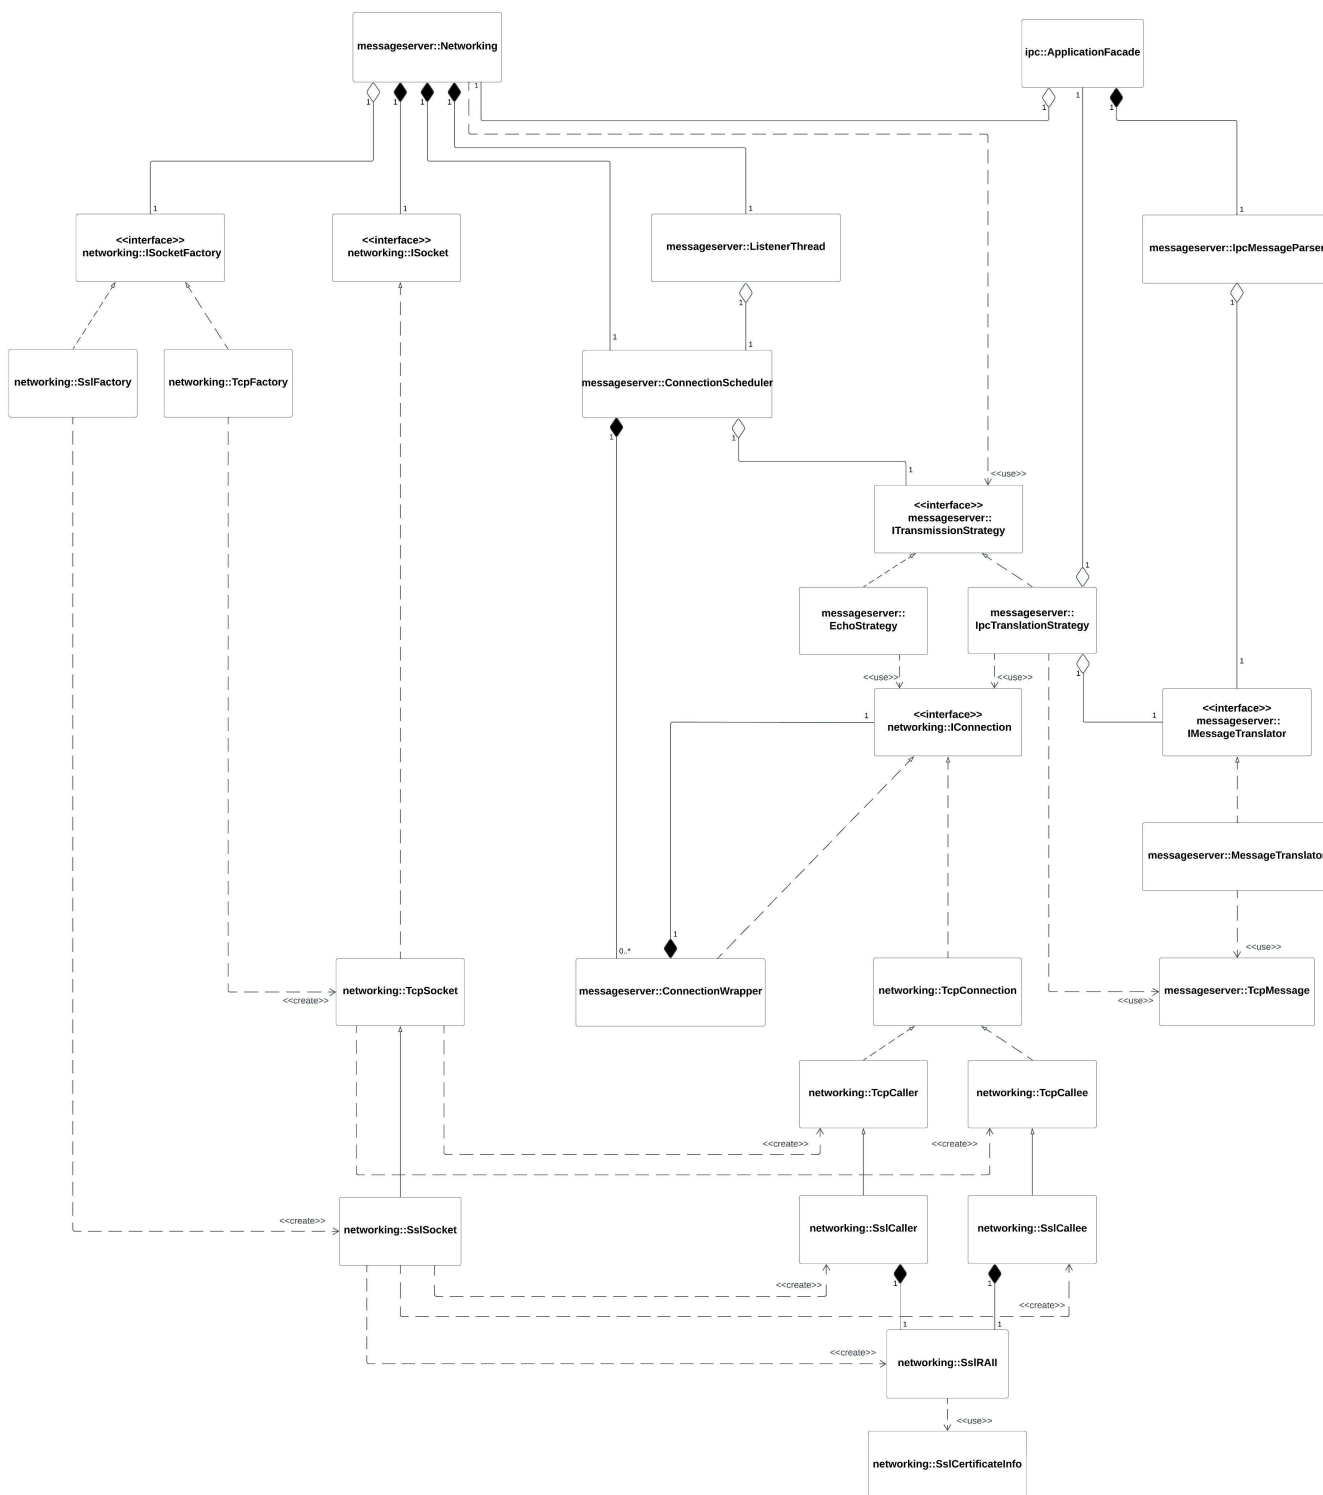 messageserver::Networking
ipc::ApplicationFacade
1
1
1
1
1
1
1
1
1
1
1
1
1
<<interface>>
networking::ISocketFactory
<<interface>>
networking::ISocket
messageserver::ListenerThread
messageserver::IpcMessageParser
1
1
1
1
networking::SslFactory
networking::TcpFactory
messageserver::ConnectionScheduler
1
1
1
<<use>>
<<interface>>
messageserver::
ITransmissionStrategy
1
messageserver::
EchoStrategy
messageserver::
IpcTranslationStrategy
<<use>>
<<use>>
1
1
1
1
<<interface>>
networking::IConnection
<<interface>>
messageserver::
IMessageTranslator
messageserver::MessageTranslator
1
0..*
<<use>>
networking::TcpSocket
<<create>>
messageserver::ConnectionWrapper
networking::TcpConnection
<<use>>
messageserver::TcpMessage
networking::TcpCaller
networking::TcpCallee
<<create>>
<<create>>
<<create>>
networking::SslSocket
networking::SslCaller
networking::SslCallee
<<create>>
1
1
<<create>>
1
1
<<create>>
networking::SslRAII
<<use>>
networking::SslCertificateInfo